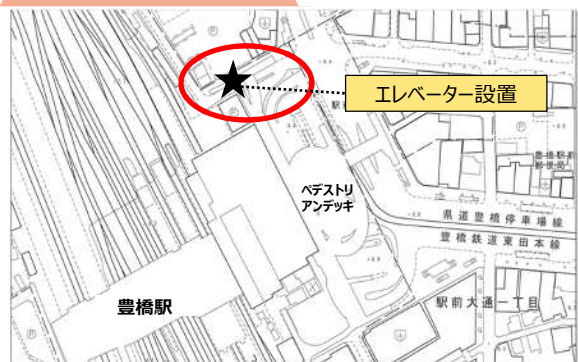 エレベーター設置
ペデストリ
アンデッキ
県道豊橋停車場線
豊橋鉄道東田本線
豊橋駅
駅前大通一丁目